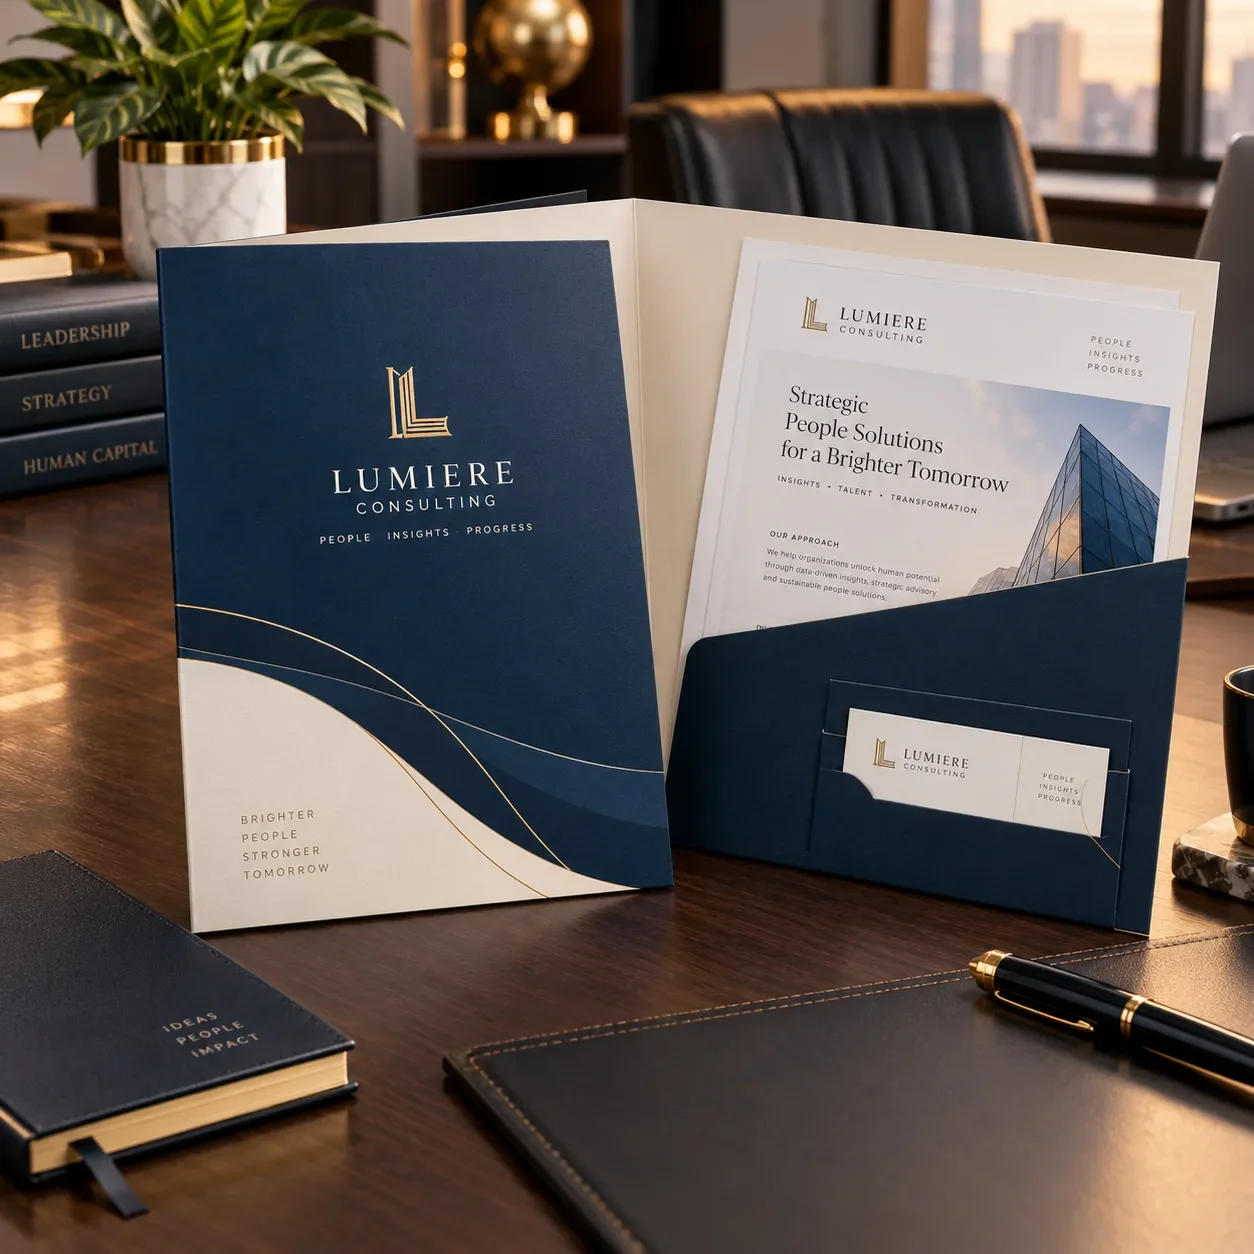 LEADERSHIP
STRATEGY
HUMAN CAPITAL
LUMIERE
CONSULTING
PEOPLE INSIGHTS · PROGRESS
BRIGHTER
PEOPLE
STRONGER
TOMORROW
LUMIERE
CONSULTING
PEOPLE
INSIGHTS
PROGRESS
Strategic
People Solutions
for a Brighter Tomorrow
INSIGHTS • TALENT • TRANSFORMATION
OUR APPROACH
We help organizations unlock human potential
through data-driven insights, strategic advisory
and sustainable people solutions.
LUMIERE
CONSULTING
PEOPLE
INSIGHTS
PROGRESS
IDEAS
PEOPLE
IMPACT